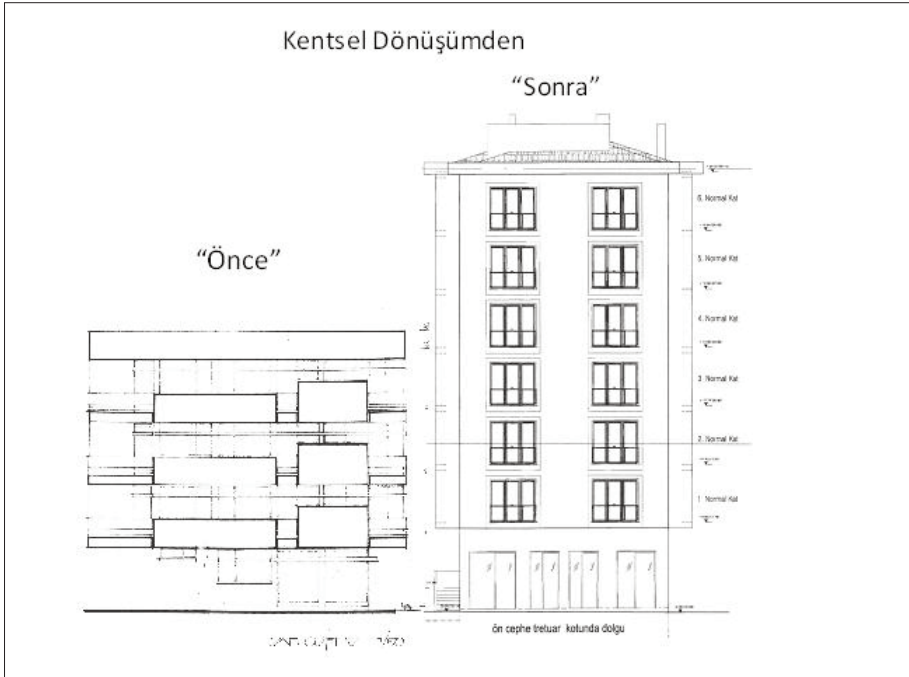 Kentsel Dönüşümden
“Sonra”
“Önce”
6. Normal Kat
5. Normal Kat
4. Normal Kat
3 Normal Kat
2. Normal Kat
1 Normal Kat
ön cephe tretuar kotunda dolgu